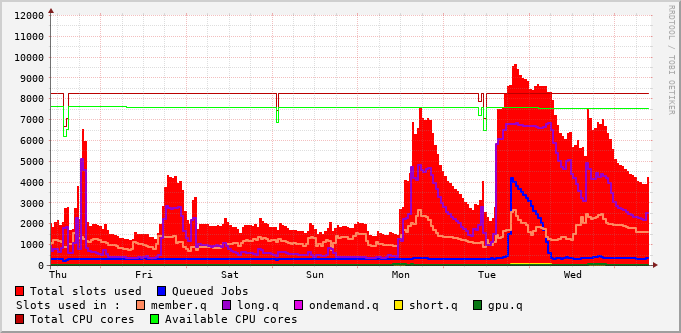 12000
11000
10000
9000
8000
7000
6000
5000
4000
3000
2000
1000
0
Thu Fri Sat Sun Mon Tue Wed
Total slots used Queued Jobs
Slots used in : member.q long.q ondemand.q short.q gpu.q
Total CPU cores Available CPU cores
RRDTOOL / TOBI OETIKER